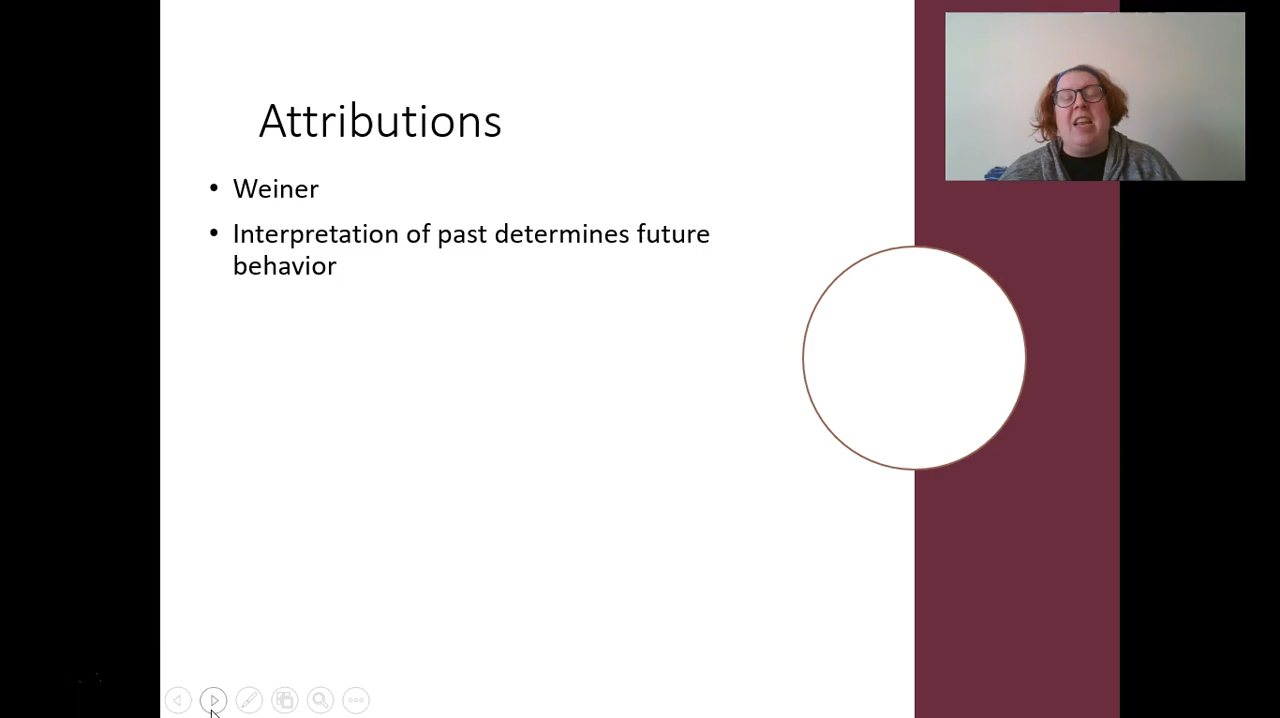 Attributions
• Weiner
• Interpretation of past determines future
behavior